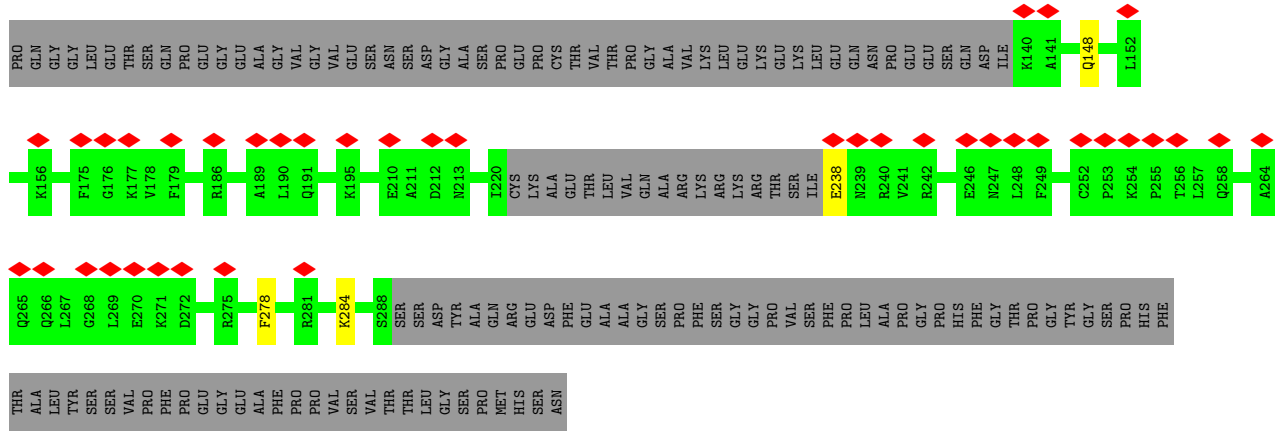 PRO GLN GLY GLY LEU GLU THR SER GLN PRO GLU GLY GLU ALA GLY VAL GLY VAL GLU SER ASN SER ASP GLY ALA SER PRO GLU PRO CYS THR VAL THR PRO GLY ALA VAL LYS LEU GLU LYS GLU LYS LEU GLU GLN ASN PRO GLU GLU SER GLN ASP ILE K140 A141 Q148 L152
K156 F175 G176 K177 V178 F179 R186 A189 L190 Q191 K195 E210 A211 D212 N213 I220 CYS LYS ALA GLU THR LEU VAL GLN ALA ARG LYS ARG LYS ARG THR SER ILE E238 N239 R240 V241 R242 E246 N247 L248 F249 C252 P253 K254 P255 T256 L257 Q258 A264
Q265 Q266 L267 G268 L269 E270 K271 D272 R275 F278 R281 K284 S288 SER SER ASP TYR ALA GLN ARG GLU ASP PHE GLU ALA ALA GLY SER PRO PHE SER GLY GLY PRO VAL SER PHE PRO LEU ALA PRO GLY PRO HIS PHE GLY THR PRO GLY TYR GLY SER PRO HIS PHE
THR ALA LEU TYR SER SER VAL PRO PHE PRO GLU GLY GLU ALA PHE PRO PRO VAL SER VAL THR THR LEU GLY SER PRO MET HIS SER ASN